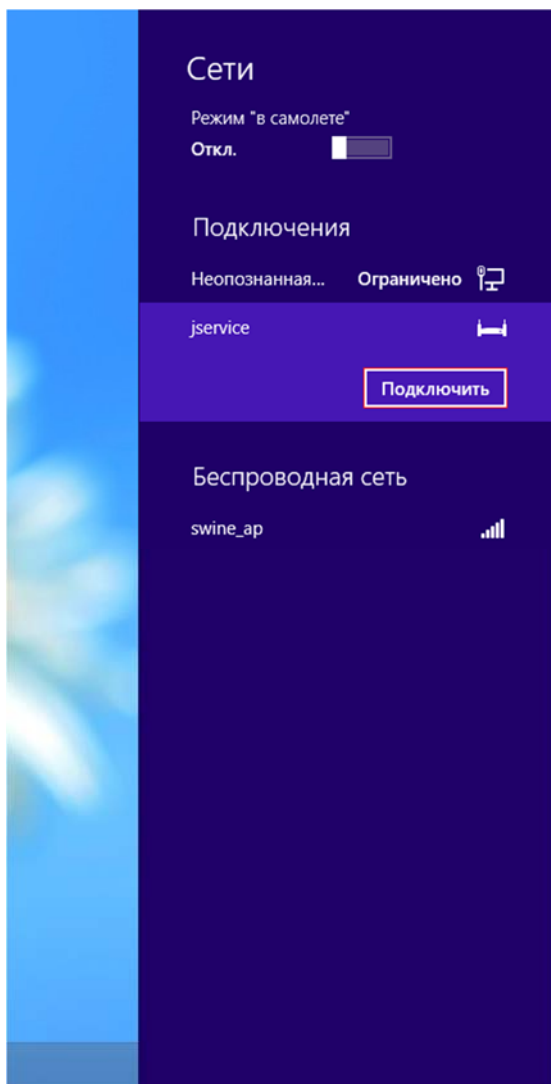 Сети
Режим "в самолете"
Откл.
Подключения
Неопознанная... Ограничено
jservice
Подключить
Беспроводная сеть
swine_ap